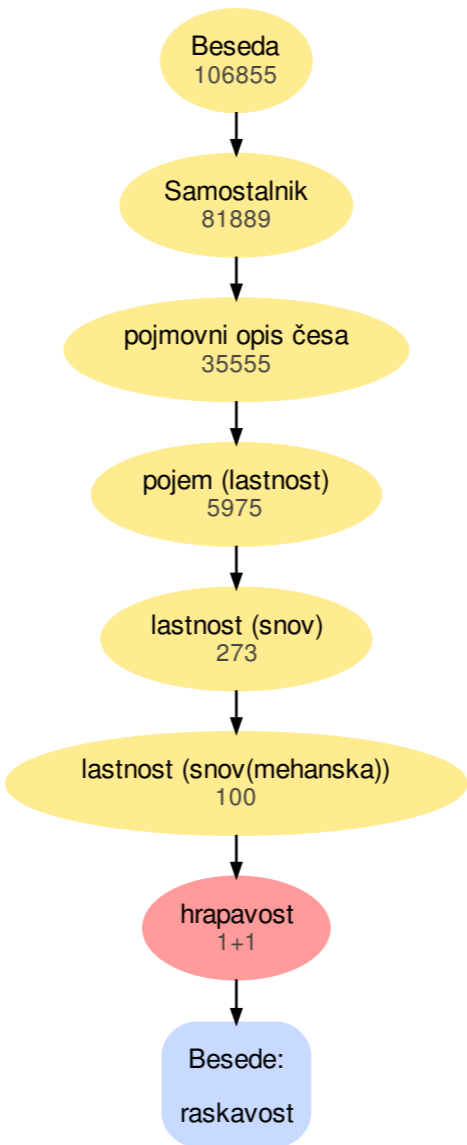 Beseda
106855
Samostalnik
81889
pojmovni opis česa
35555
pojem (lastnost)
5975
lastnost (snov)
273
lastnost (snov(mehanska))
100
hrapavost
1+1
Besede:
raskavost